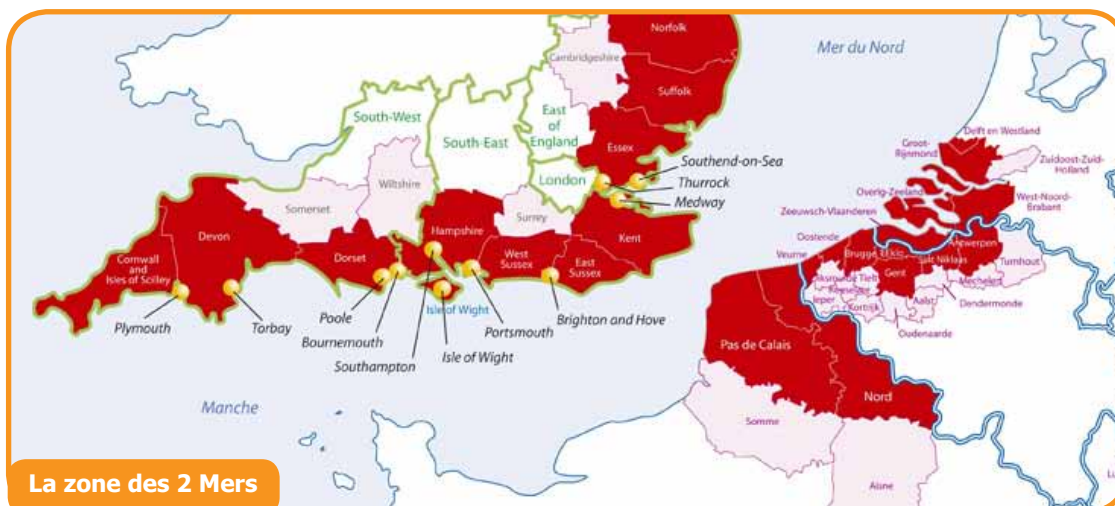 Norfolk
Mer du Nord
Cambridgeshire
Suffolk
South-West
East
of
England
South-East
Essex
Delft en Westland
Groot-
Rijnmond
Zuidoost-Zuid-
Holland
Southend-on-Sea
Thurrock
Medway
London
Wiltshire
Overig-Zeeland
West-Noord-
Brabant
Zeeuwsch-Vlaanderen
Somerset
Surrey
Hampshire
Kent
Devon
Dorset
West
Sussex
East
Sussex
Cornwall
and
Isles of Scilley
Oostende
Veurne
Brugge
Eeklo
Antwerpen
Sint Niklaas
Turnhout
Gent
Mechelen
Tielt
Ieper
Kortrijk
Aalst
Dendermonde
Oudenaarde
Isle of Wight
Plymouth
Torbay
Poole
Bournemouth
Southampton
Isle of Wight
Portsmouth
Brighton and Hove
Pas de Calais
Nord
Manche
Somme
Aisne
La zone des 2 Mers